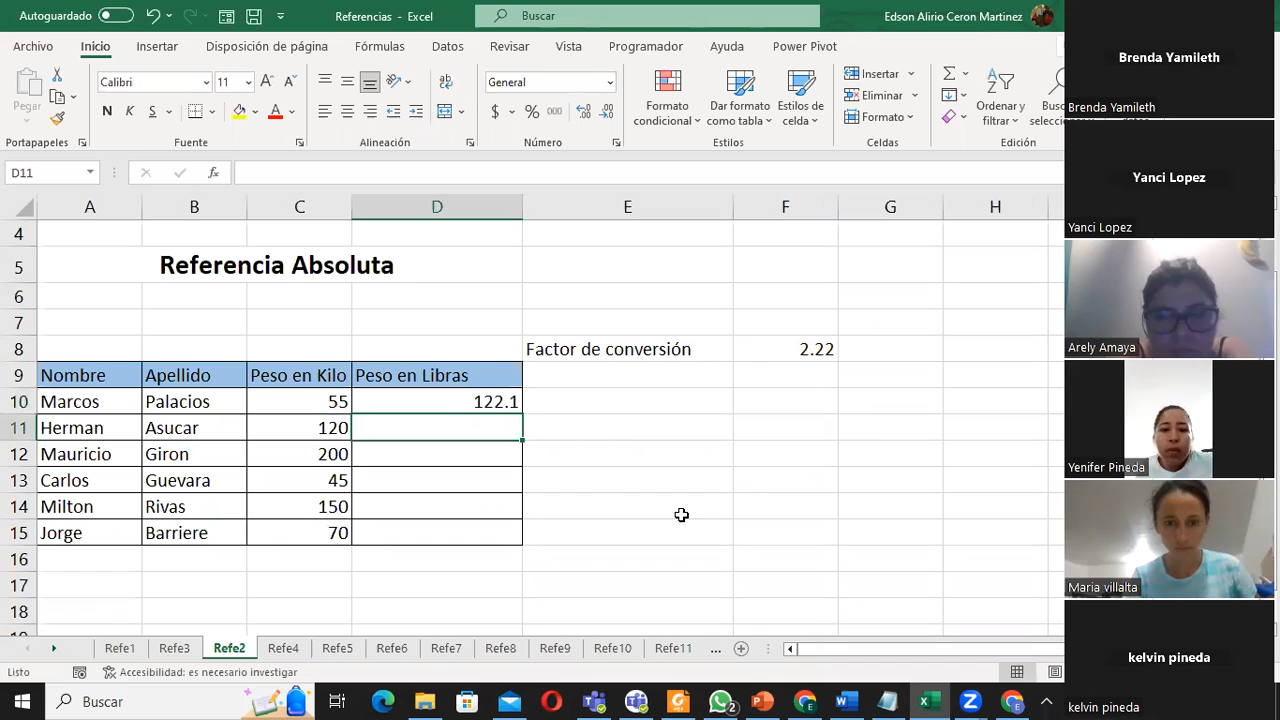 Autoguardado
Referencias - Excel
Buscar
Edson Alirio Ceron Martinez
Archivo
Inicio
Insertar
Disposición de página
Fórmulas
Datos
Revisar
Vista
Programador
Ayuda
Power Pivot
Pegar
Calibri
11
N K S
General
Formato condicional
Dar formato como tabla
Estilos de celda
Insertar
Eliminar
Formato
Ordenar y filtrar
Portapapeles
Fuente
Alineación
Número
Estilos
Celdas
Edición
D11
A B C D E F G H
4
5 Referencia Absoluta
6
7
8 Factor de conversión 2.22
9 Nombre Apellido Peso en Kilo Peso en Libras
10 Marcos Palacios 55 122.1
11 Herman Asucar 120
12 Mauricio Giron 200
13 Carlos Guevara 45
14 Milton Rivas 150
15 Jorge Barriere 70
16
17
18
Refe1 Refe3 Refe2 Refe4 Refe5 Refe6 Refe7 Refe8 Refe9 Refe10 Refe11 ...
Listo
Accesibilidad: es necesario investigar
Buscar
2
Brenda Yamileth
Brenda Yamileth
Yanci Lopez
Yanci Lopez
Arely Amaya
Yenifer Pineda
Maria villalta
kelvin pineda
kelvin pineda